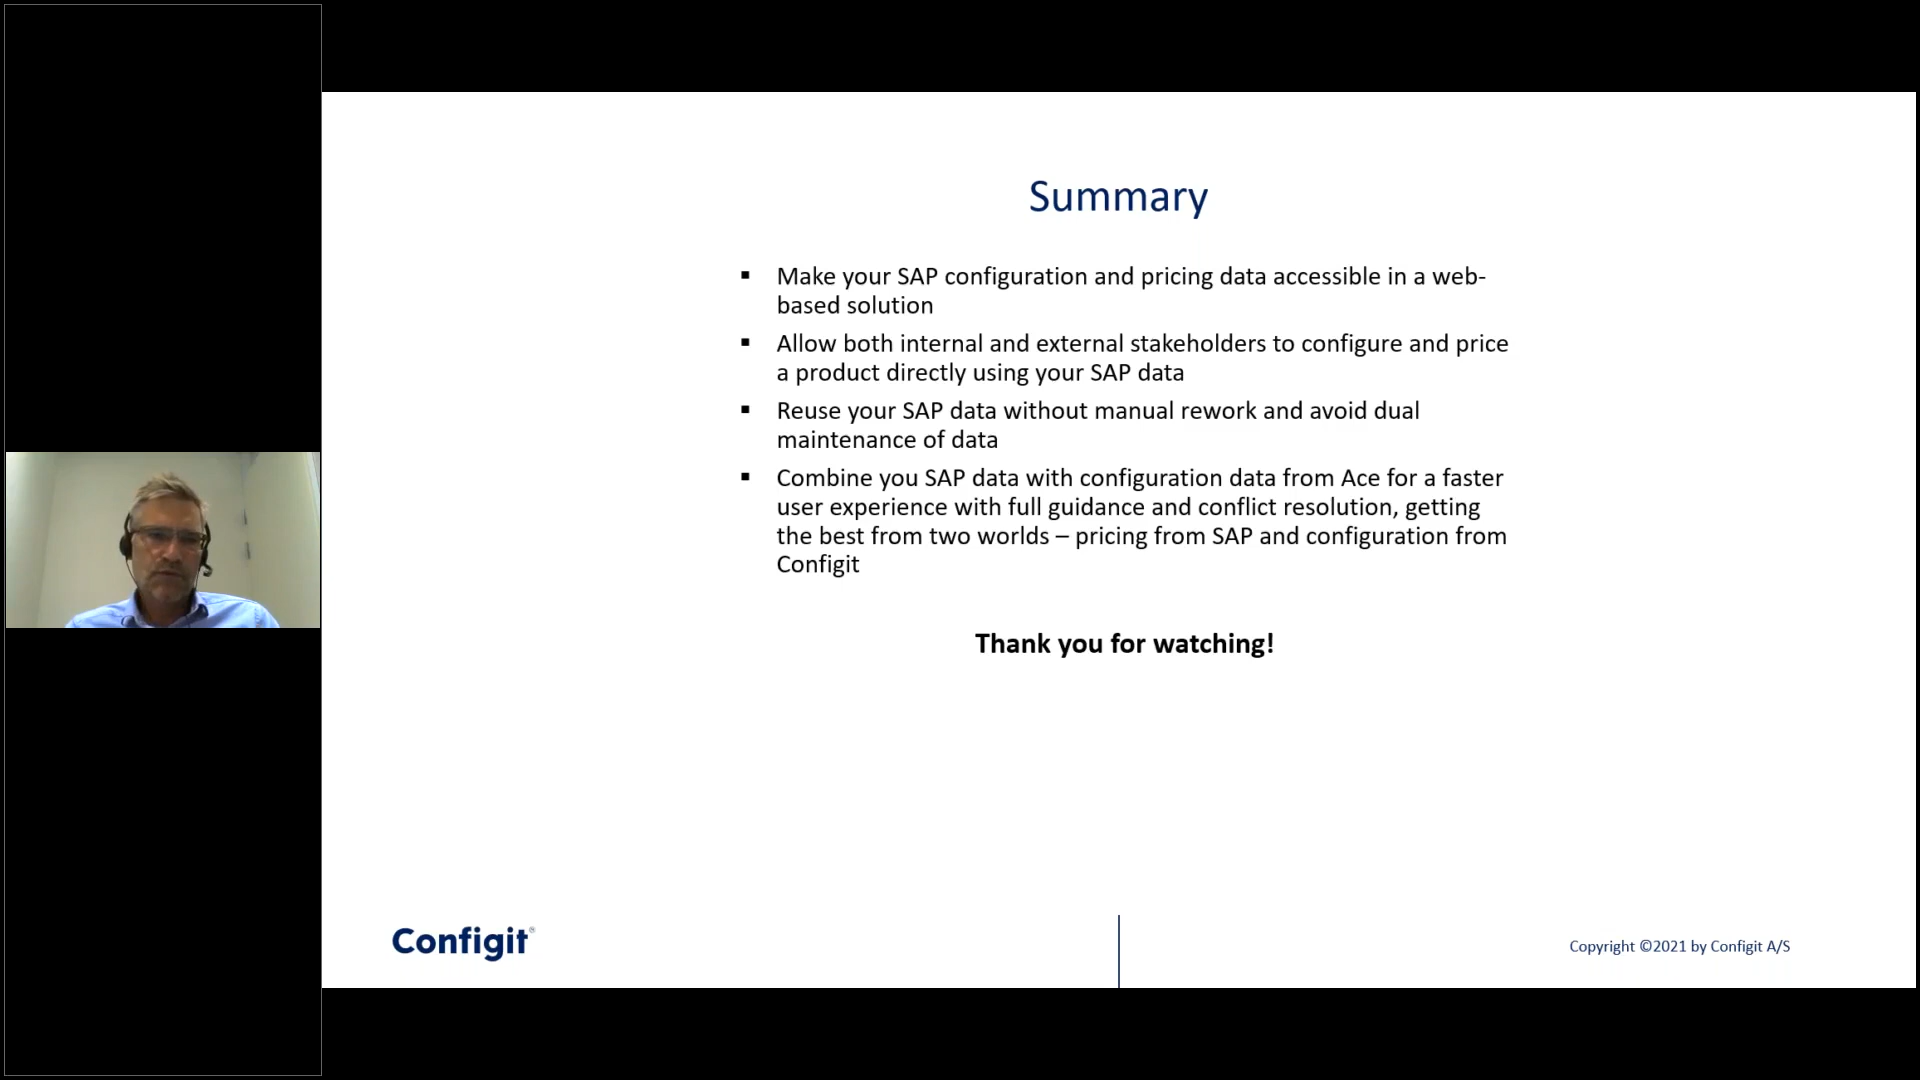 Summary
▪ Make your SAP configuration and pricing data accessible in a web-
based solution
▪ Allow both internal and external stakeholders to configure and price
a product directly using your SAP data
▪ Reuse your SAP data without manual rework and avoid dual
maintenance of data
▪ Combine you SAP data with configuration data from Ace for a faster
user experience with full guidance and conflict resolution, getting
the best from two worlds – pricing from SAP and configuration from
Configit
Thank you for watching!
Configit®
Copyright ©2021 by Configit A/S